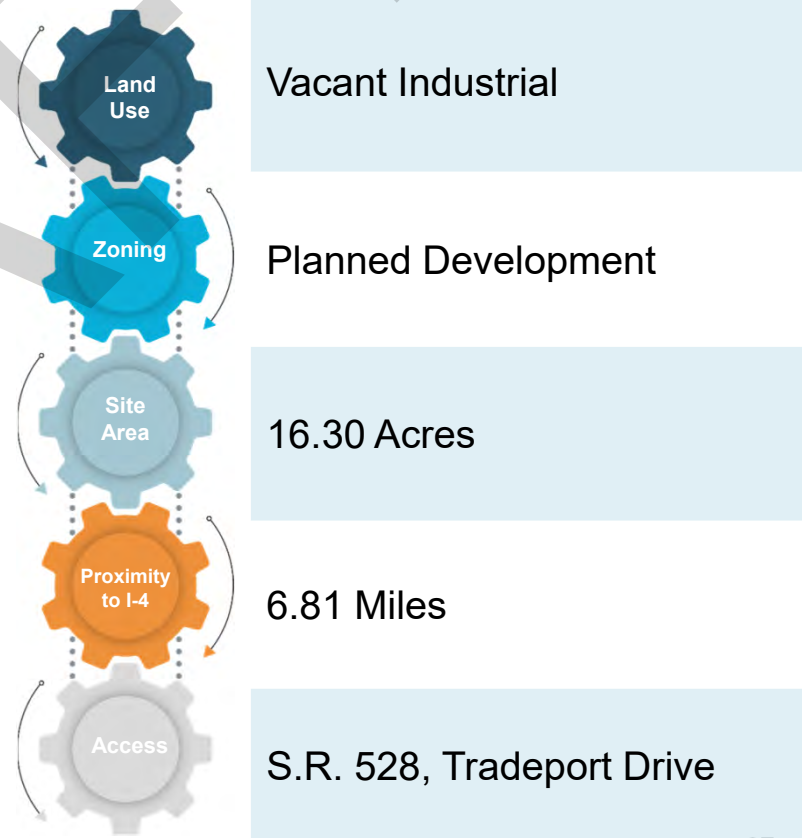 Land
Use
Vacant Industrial
Zoning
Planned Development
Site
Area
16.30 Acres
Proximity
to I-4
6.81 Miles
Access
S.R. 528, Tradeport Drive